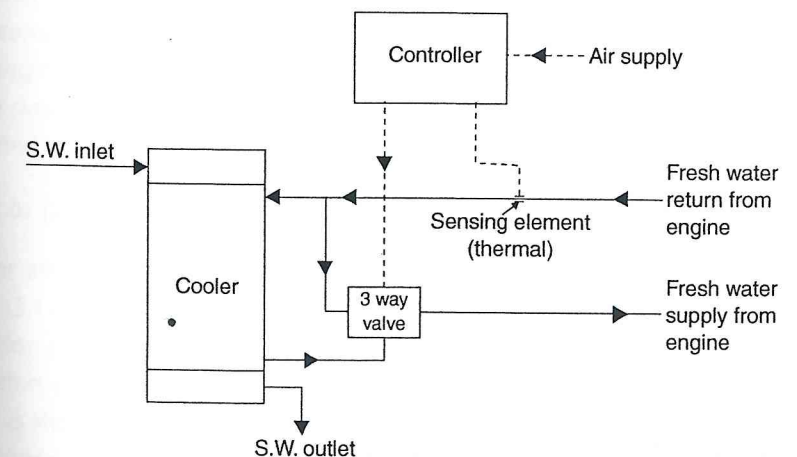 Controller
Air supply
S.W. inlet
Fresh water
return from
engine
Sensing element
(thermal)
Cooler
3 way
valve
Fresh water
supply from
engine
S.W. outlet